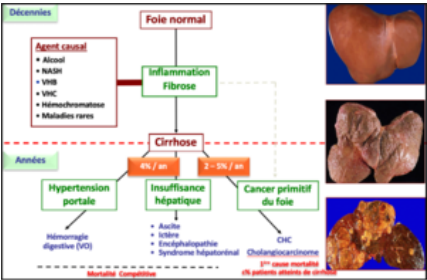 Décennies
Foie normal
Agent causal
• Alcool
• NASH
• VHB
• VHC
• Hémochromatose
• Maladies rares
Inflammation
Fibrose
Cirrhose
Années
4% / an
2 – 5% / an
Hypertension
portale
Insuffisance
hépatique
Cancer primitif
du foie
Hémorragie
digestive (VO)
• Ascite
• Ictère
• Encéphalopathie
• Syndrome hépatorénal
CHC
Cholangiocarcinome
1ère cause mortalité
patients atteints de cirrhose
Mortalité Compétitive